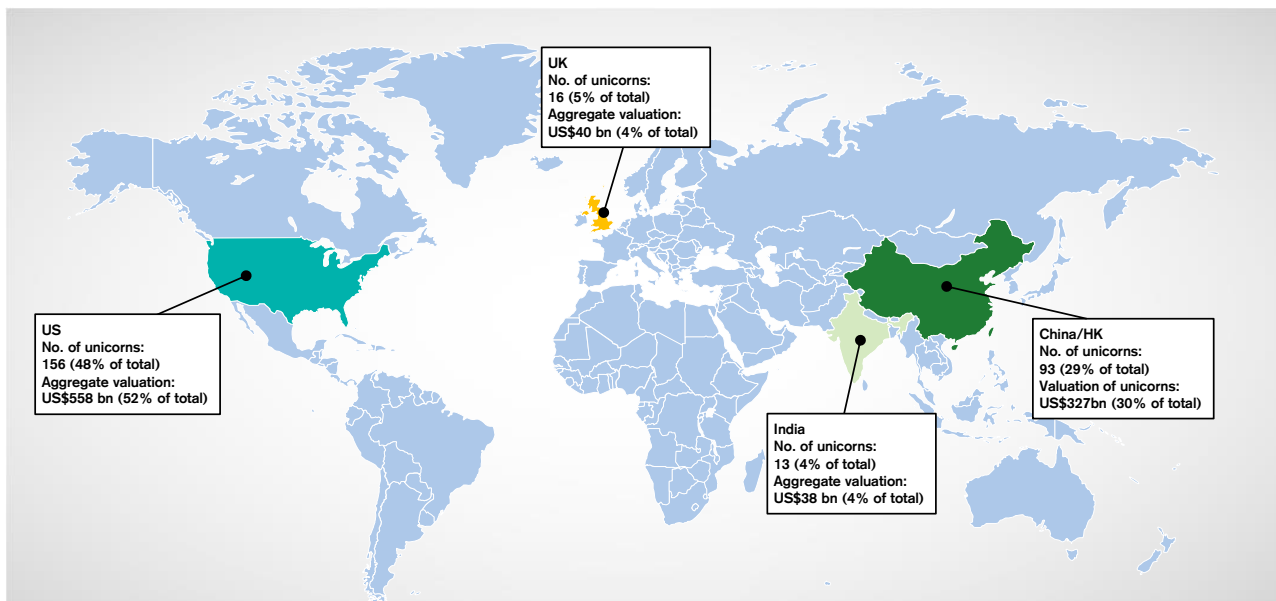 UK
No. of unicorns:
16 (5% of total)
Aggregate valuation:
US$40 bn (4% of total)
US
No. of unicorns:
156 (48% of total)
Aggregate valuation:
US$558 bn (52% of total)
China/HK
No. of unicorns:
93 (29% of total)
Valuation of unicorns:
US$327bn (30% of total)
India
No. of unicorns:
13 (4% of total)
Aggregate valuation:
US$38 bn (4% of total)